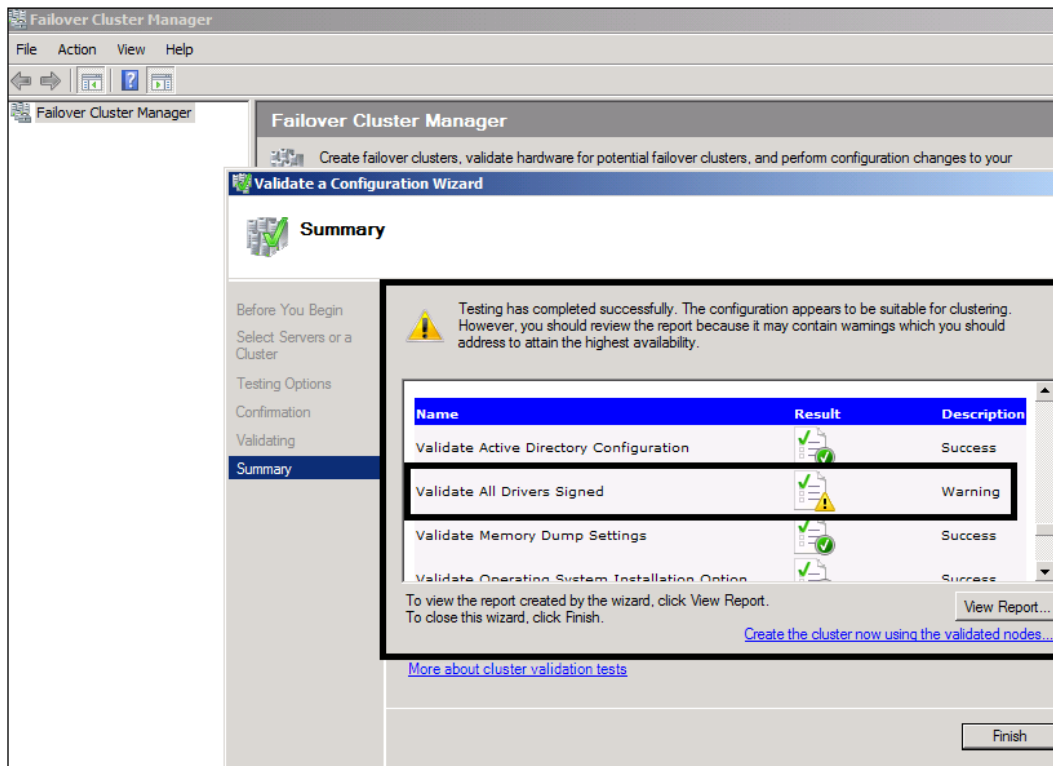 Failover Cluster Manager
File Action View Help
Failover Cluster Manager
Failover Cluster Manager
Create failover clusters, validate hardware for potential failover clusters, and perform configuration changes to your
Validate a Configuration Wizard
Summary
Before You Begin
Select Servers or a
Cluster
Testing Options
Confirmation
Validating
Summary
Testing has completed successfully. The configuration appears to be suitable for clustering.
However, you should review the report because it may contain warnings which you should
address to attain the highest availability.
Name Result Description
Validate Active Directory Configuration Success
Validate All Drivers Signed Warning
Validate Memory Dump Settings Success
Validate Operating System Installation Option Success
To view the report created by the wizard, click View Report.
To close this wizard, click Finish.
View Report...
Create the cluster now using the validated nodes...
More about cluster validation tests
Finish